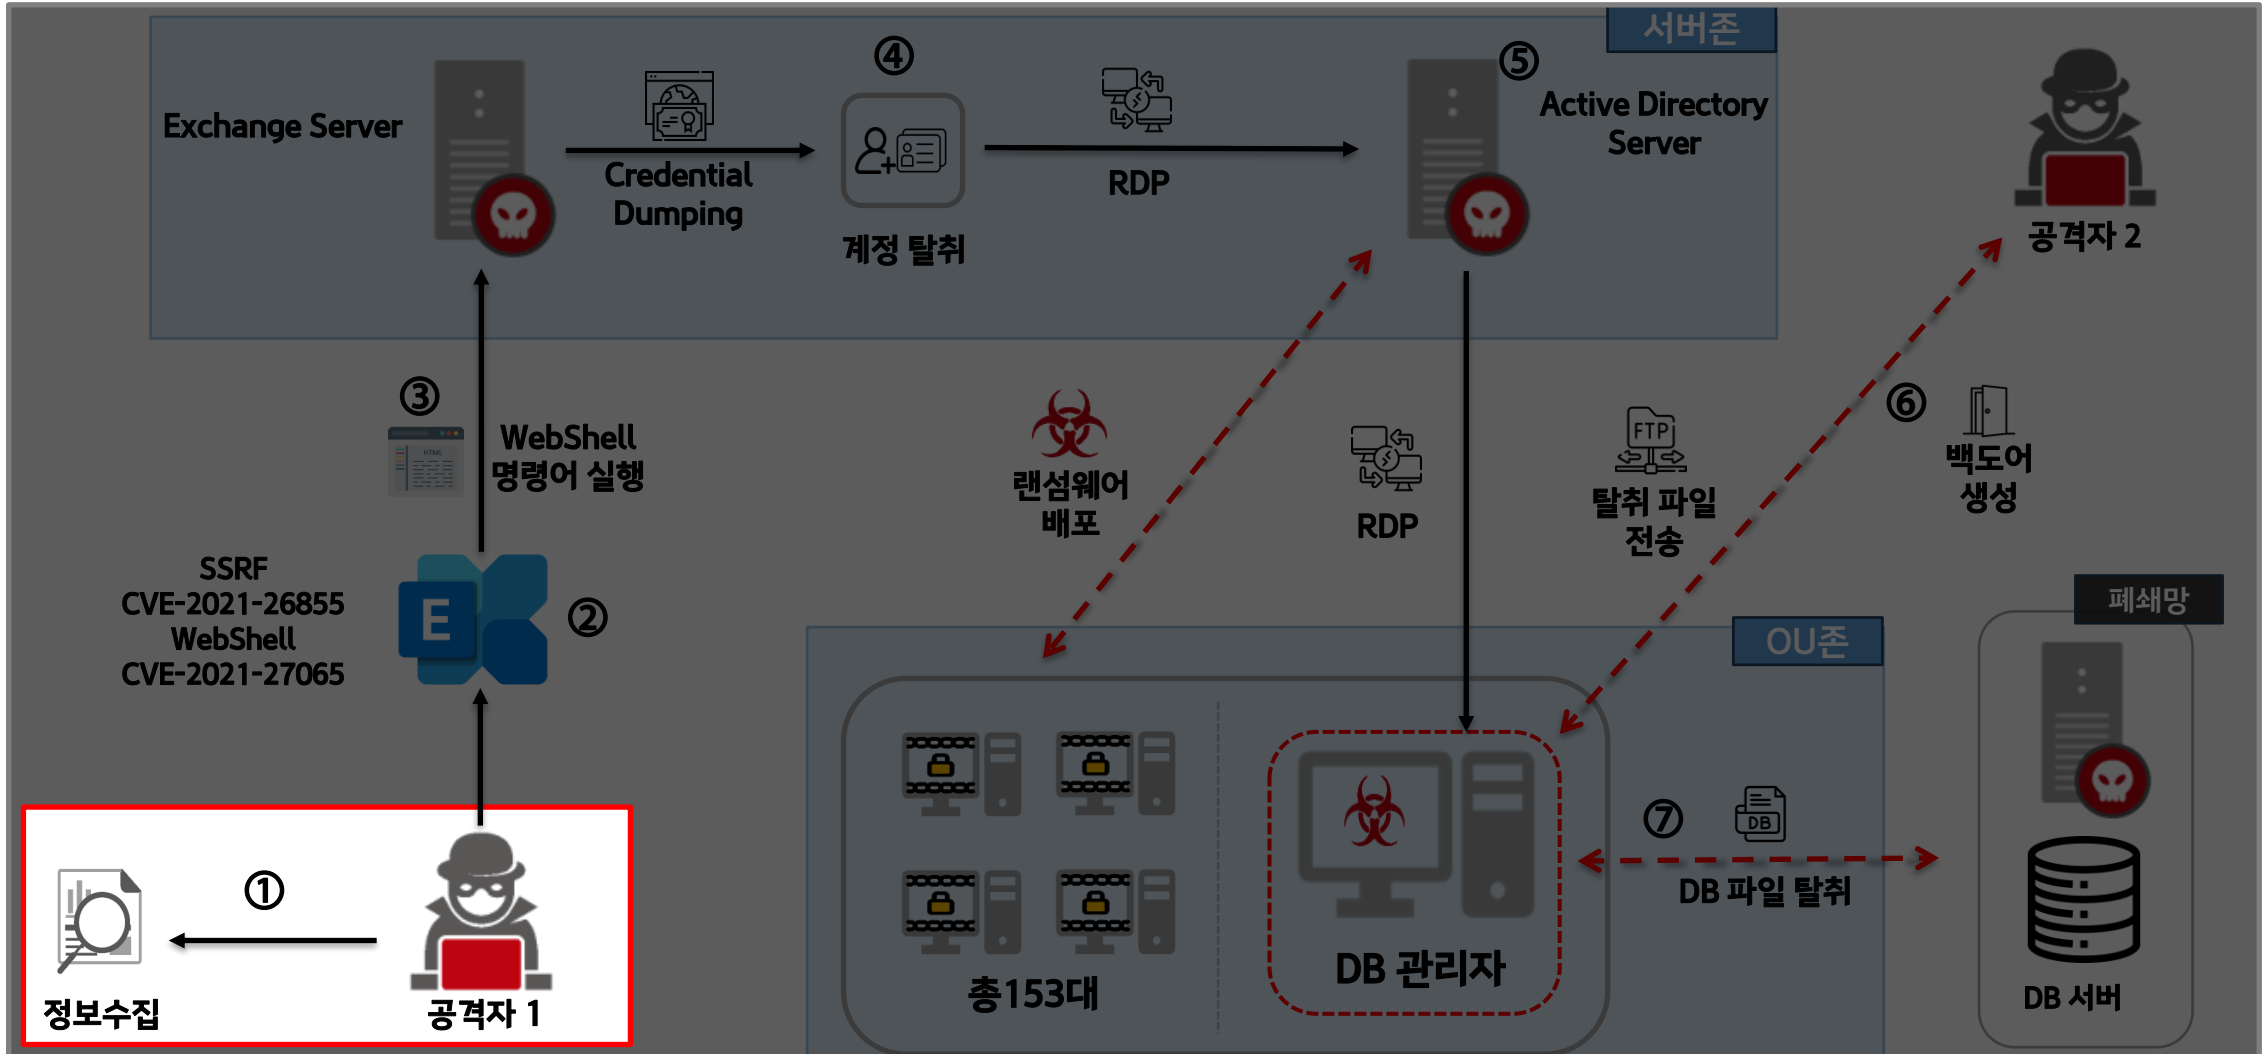 서버존
④
⑤
Exchange Server
Active Directory
Server
Credential
Dumping
RDP
계정 탈취
공격자 2
③
WebShell
명령어 실행
HTML
랜섬웨어
배포
RDP
FTP
탈취 파일
전송
⑥
백도어
생성
SSRF
CVE-2021-26855
WebShell
CVE-2021-27065
E
②
OU존
폐쇄망
①
정보수집
공격자 1
총153대
DB 관리자
⑦
DB
DB 파일 탈취
DB 서버